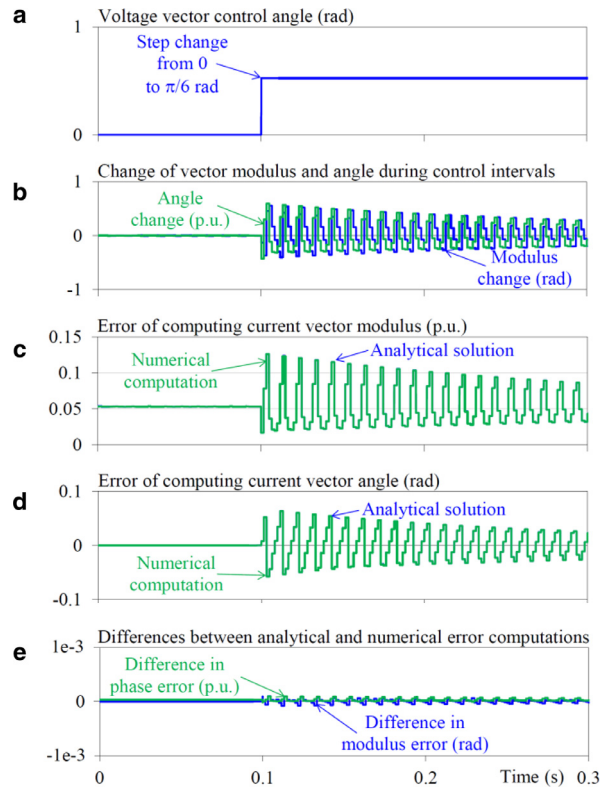 a
Voltage vector control angle (rad)
1
Step change
from 0
to π/6 rad
0
b
Change of vector modulus and angle during control intervals
1
Angle
change (p.u.)
0
Modulus
change (rad)
-1
c
Error of computing current vector modulus (p.u.)
0.15
Numerical
computation
Analytical solution
0.1
0.05
0
d
Error of computing current vector angle (rad)
0.1
Analytical solution
0
Numerical
computation
-0.1
e
Differences between analytical and numerical error computations
1e-3
Difference in
phase error (p.u.)
0
Difference in
modulus error (rad)
-1e-3
0
0.1
0.2
Time (s)
0.3